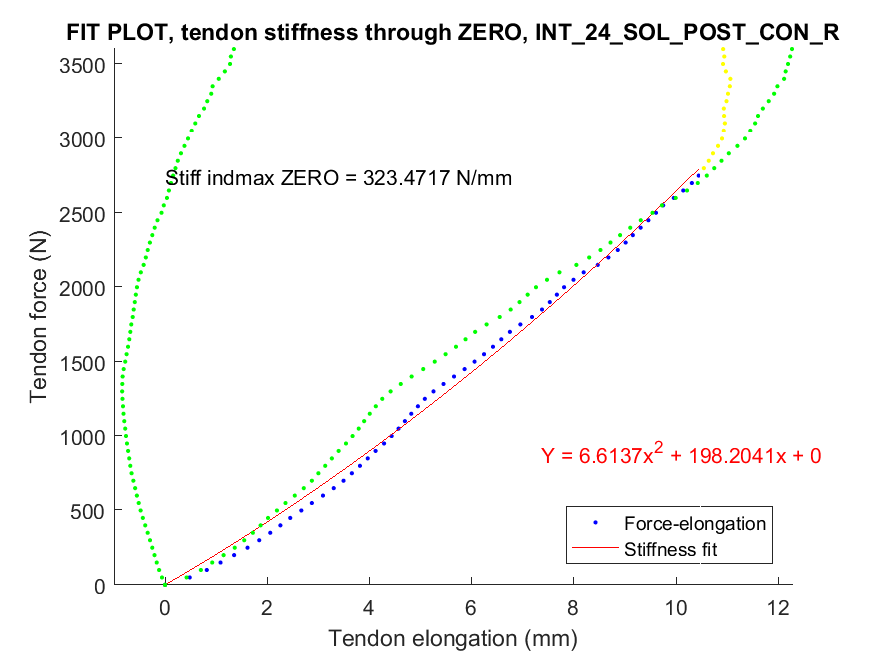 FIT PLOT, tendon stiffness through ZERO, INT_24_SOL_POST_CON_R
3500
3000
Stiff indmax ZERO = 323.4717 N/mm
2500
2000
1500
1000
500
0
Tendon force (N)
Y = 6.6137x² + 198.2041x + 0
Force-elongation
Stiffness fit
0 2 4 6 8 10 12
Tendon elongation (mm)